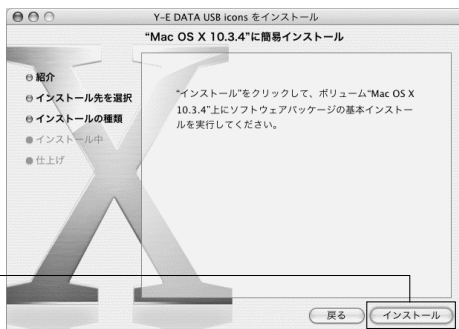 Y-E DATA USB icons をインストール
“Mac OS X 10.3.4”に簡易インストール
紹介
インストール先を選択
インストールの種類
インストール中
仕上げ
“インストール”をクリックして、ボリューム“Mac OS X
10.3.4”上にソフトウェアパッケージの基本インストー
ルを実行してください。
戻る
インストール